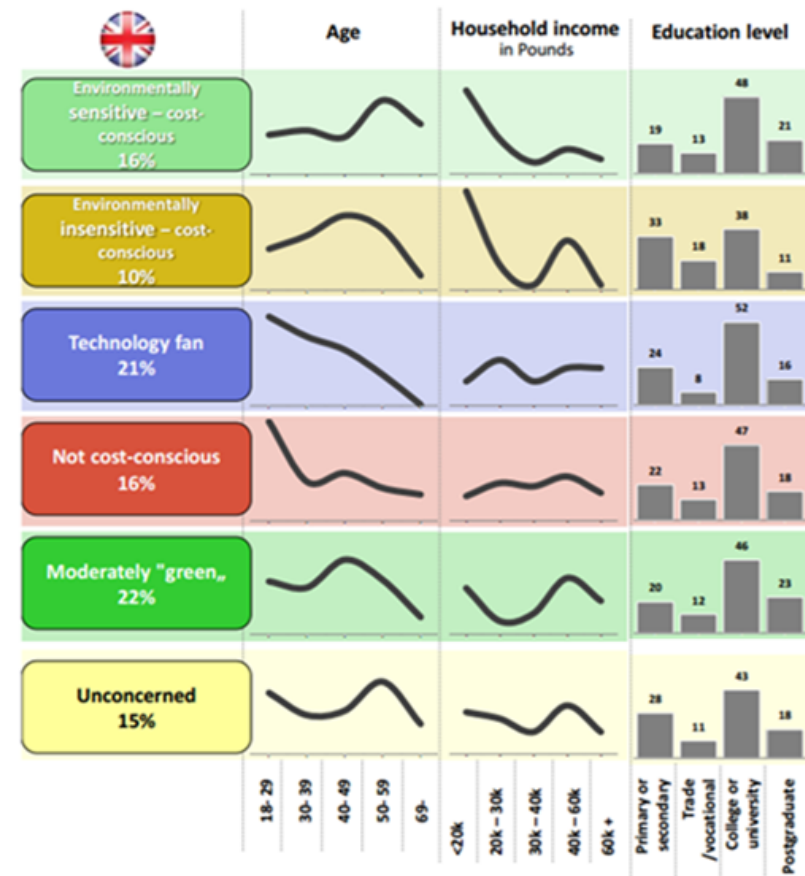 Age
Household income
in Pounds
Education level
Environmentally
sensitive – cost-
conscious
16%
19
13
48
21
Environmentally
insensitive – cost-
conscious
10%
33
18
38
11
Technology fan
21%
24
8
52
16
Not cost-conscious
16%
22
13
47
18
Moderately "green„
22%
20
12
46
23
Unconcerned
15%
28
11
43
18
18- 29
30- 39
40- 49
50- 59
69-
<20k
20k – 30k
30k – 40k
40k – 60k
60k +
Primary or
secondary
Trade
/vocational
College or
university
Postgraduate